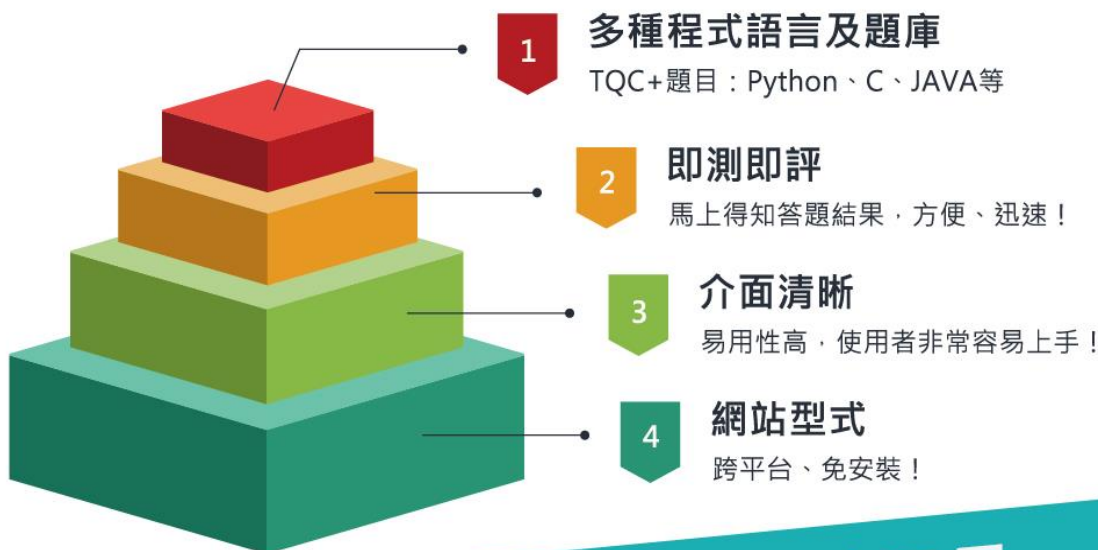 1
多種程式語言及題庫
TQC+題目：Python、C、JAVA等
2
即測即評
馬上得知答題結果，方便、迅速！
3
介面清晰
易用性高，使用者非常容易上手！
4
網站型式
跨平台、免安裝！